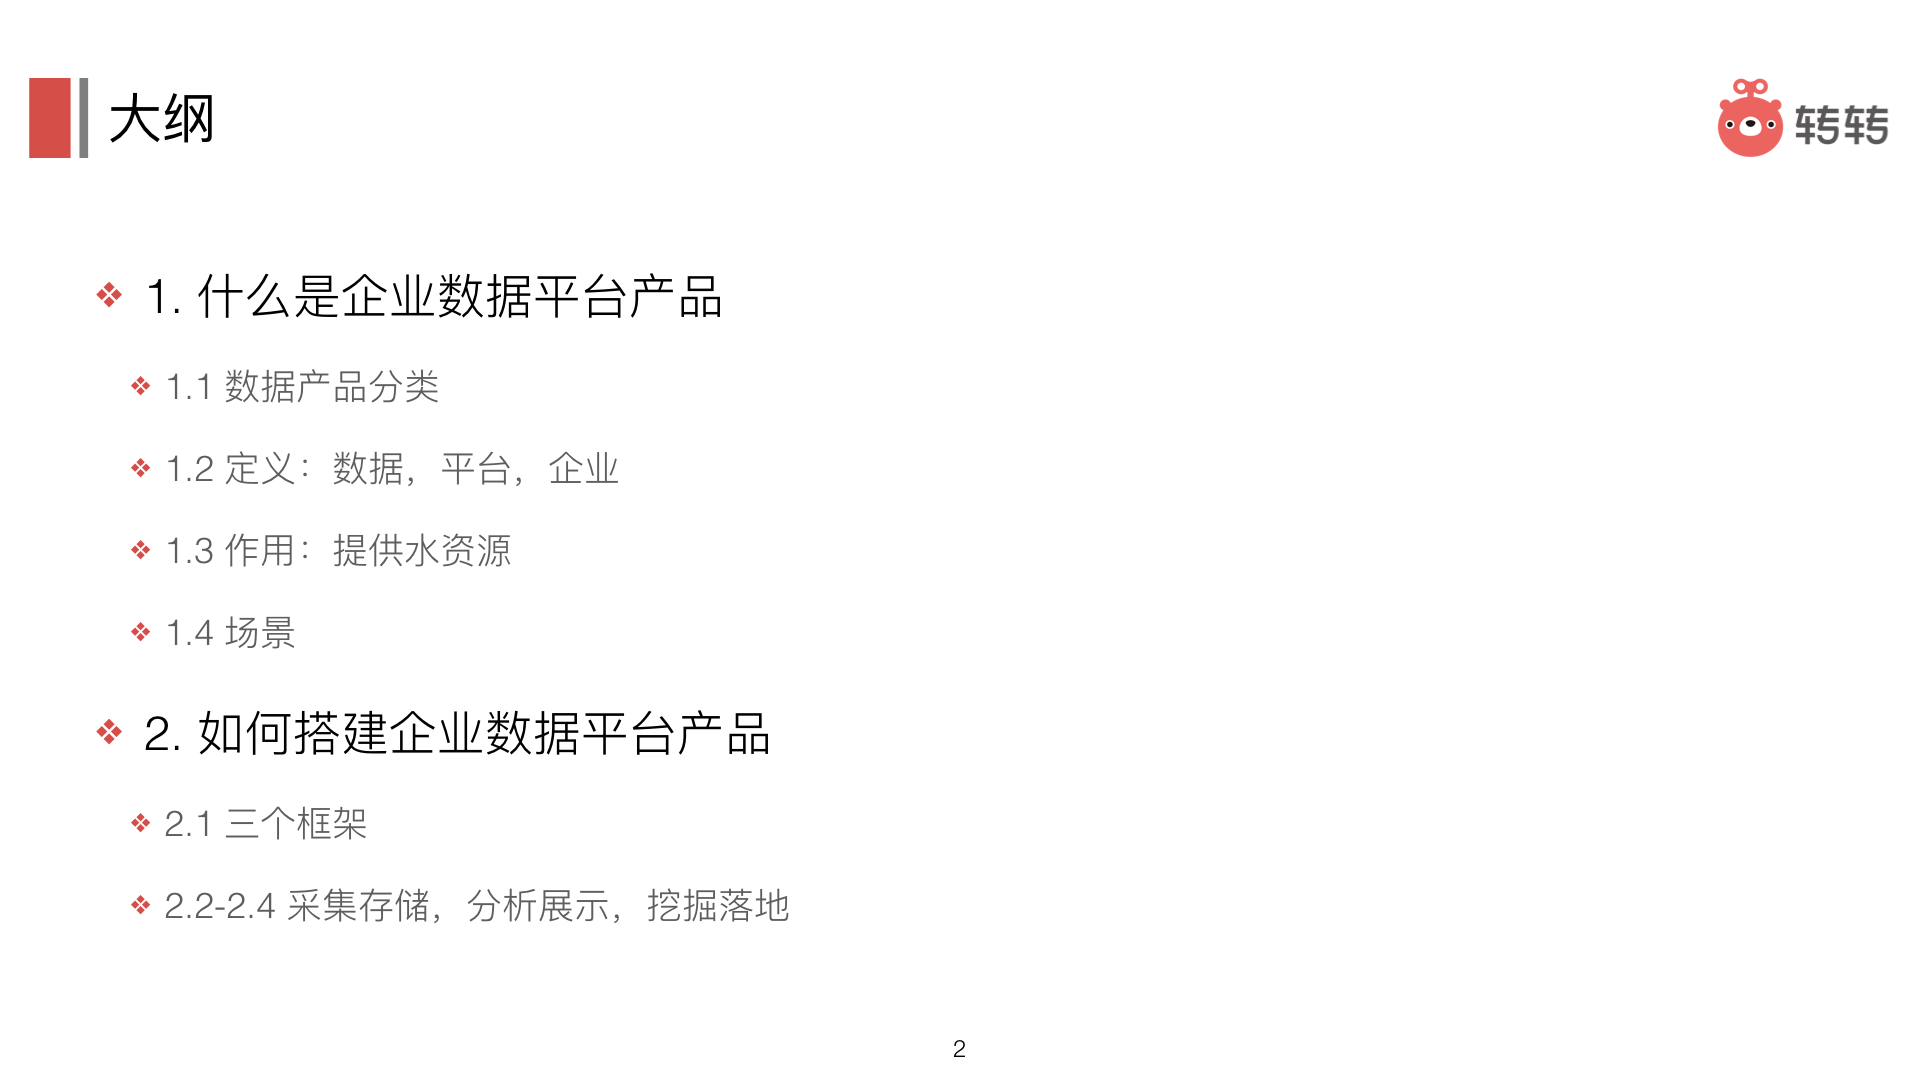 大纲
转转
1. 什么是企业数据平台产品
1.1 数据产品分类
1.2 定义：数据，平台，企业
1.3 作用：提供水资源
1.4 场景
2. 如何搭建企业数据平台产品
2.1 三个框架
2.2-2.4 采集存储，分析展示，挖掘落地
2